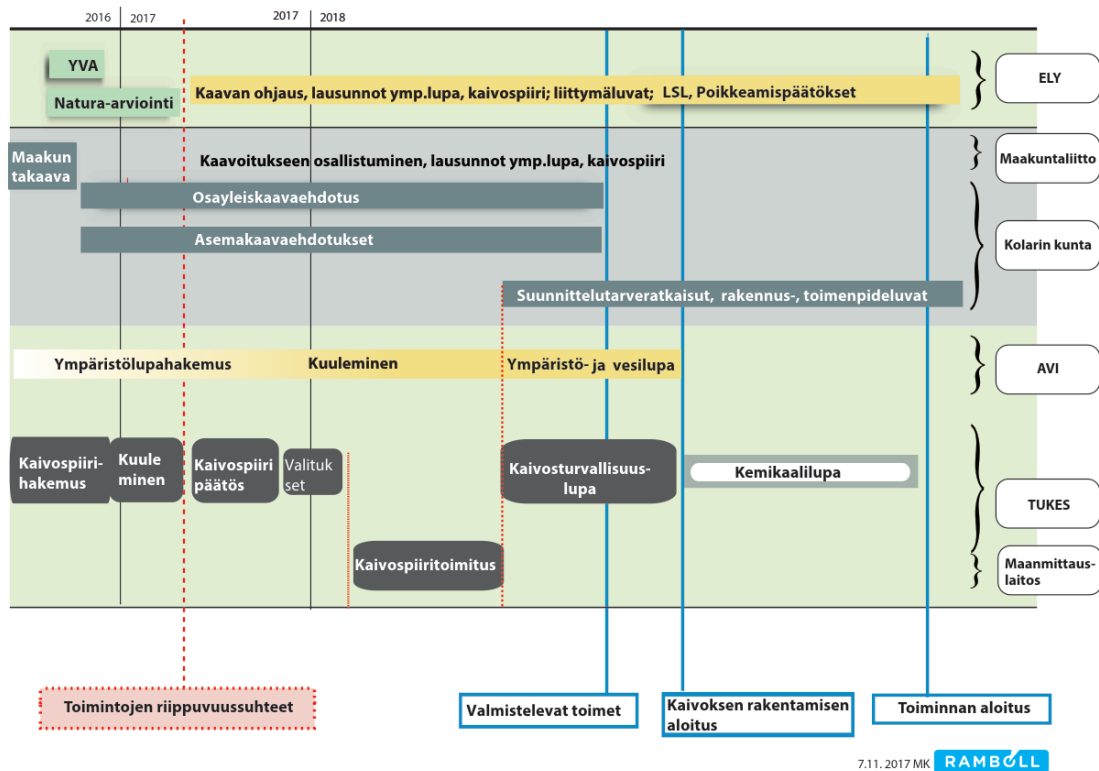 2016 2017
2017 2018
YVA
Natura-arviointi
Kaavan ohjaus, lausunnot ymp.lupa, kaivospiiri; liittymäluvat; LSL, Poikkeamispäätökset
ELY
Maakun
takaava
Kaavoitukseen osallistuminen, lausunnot ymp.lupa, kaivospiiri
Maakuntaliitto
Osayleiskaavaehdotus
Asemakaavaehdotukset
Kolarin kunta
Suunnittelutarveratkaisut, rakennus-, toimenpideluvat
Ympäristölupahakemus
Kuuleminen
Ympäristö- ja vesilupa
AVI
Kaivospiiri-
hakemus
Kuule
minen
Kaivospiiri
päätös
Valituk
set
Kaivosturvallisuus-
lupa
Kemikaalilupa
TUKES
Kaivospiiritoimitus
Maanmittaus-
laitos
Toimintojen riippuvuussuhteet
Valmistelevat toimet
Kaivoksen rakentamisen
aloitus
Toiminnan aloitus
7.11. 2017 MK
RAMBOLL